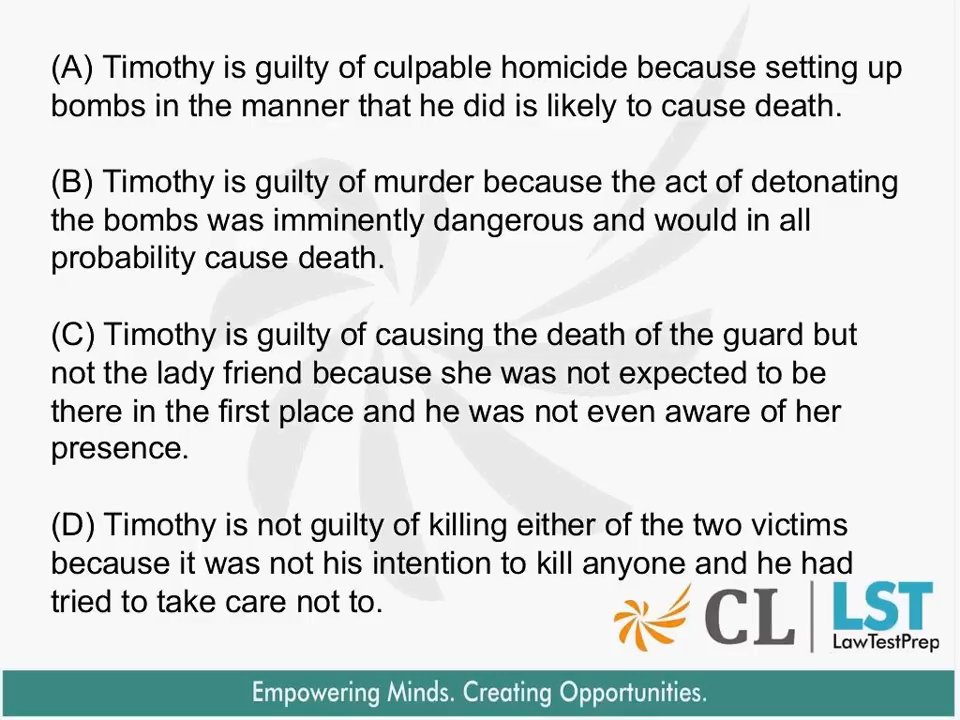 (A) Timothy is guilty of culpable homicide because setting up
bombs in the manner that he did is likely to cause death.
(B) Timothy is guilty of murder because the act of detonating
the bombs was imminently dangerous and would in all
probability cause death.
(C) Timothy is guilty of causing the death of the guard but
not the lady friend because she was not expected to be
there in the first place and he was not even aware of her
presence.
(D) Timothy is not guilty of killing either of the two victims
because it was not his intention to kill anyone and he had
tried to take care not to.
CL
LST
LawTestPrep
Empowering Minds. Creating Opportunities.